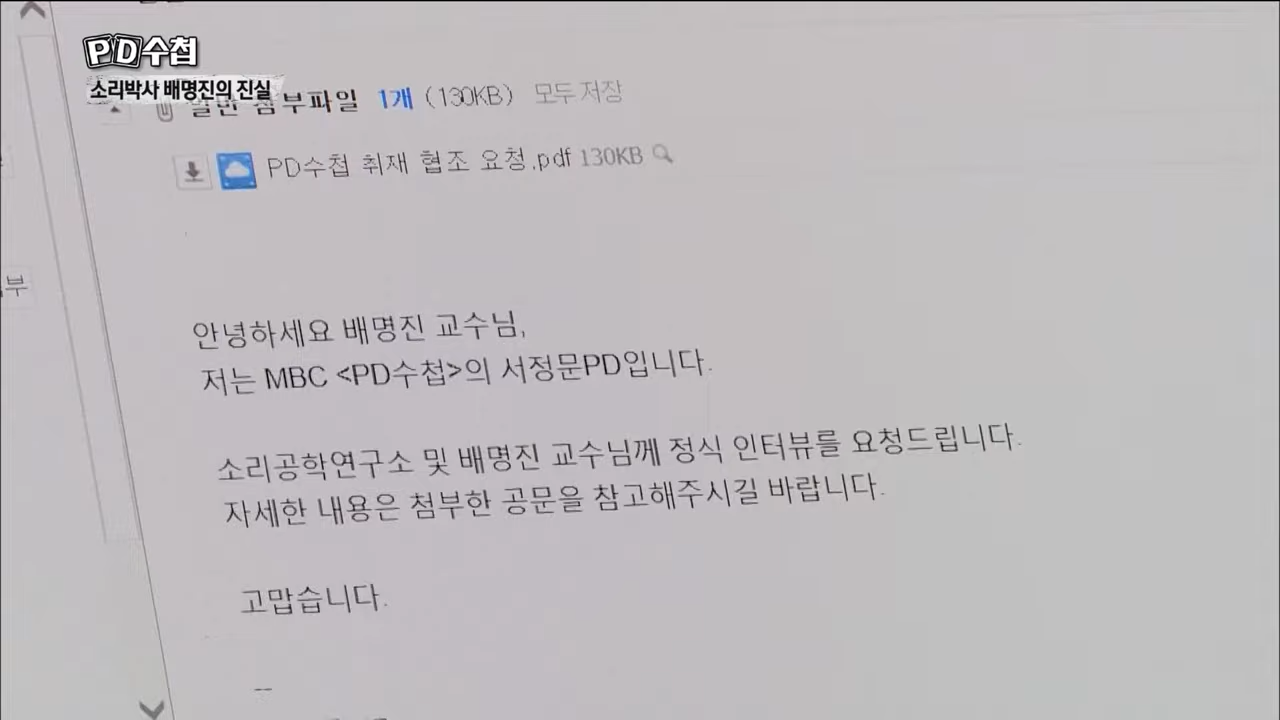 PD수첩
소리박사 배명진의 진실
일반 첨부파일 1개 (130KB) 모두저장
PD수첩 취재 협조 요청.pdf 130KB
부
안녕하세요 배명진 교수님,
저는 MBC <PD수첩>의 서정문PD입니다.
소리공학연구소 및 배명진 교수님께 정식 인터뷰를 요청드립니다.
자세한 내용은 첨부한 공문을 참고해주시길 바랍니다.
고맙습니다.
--